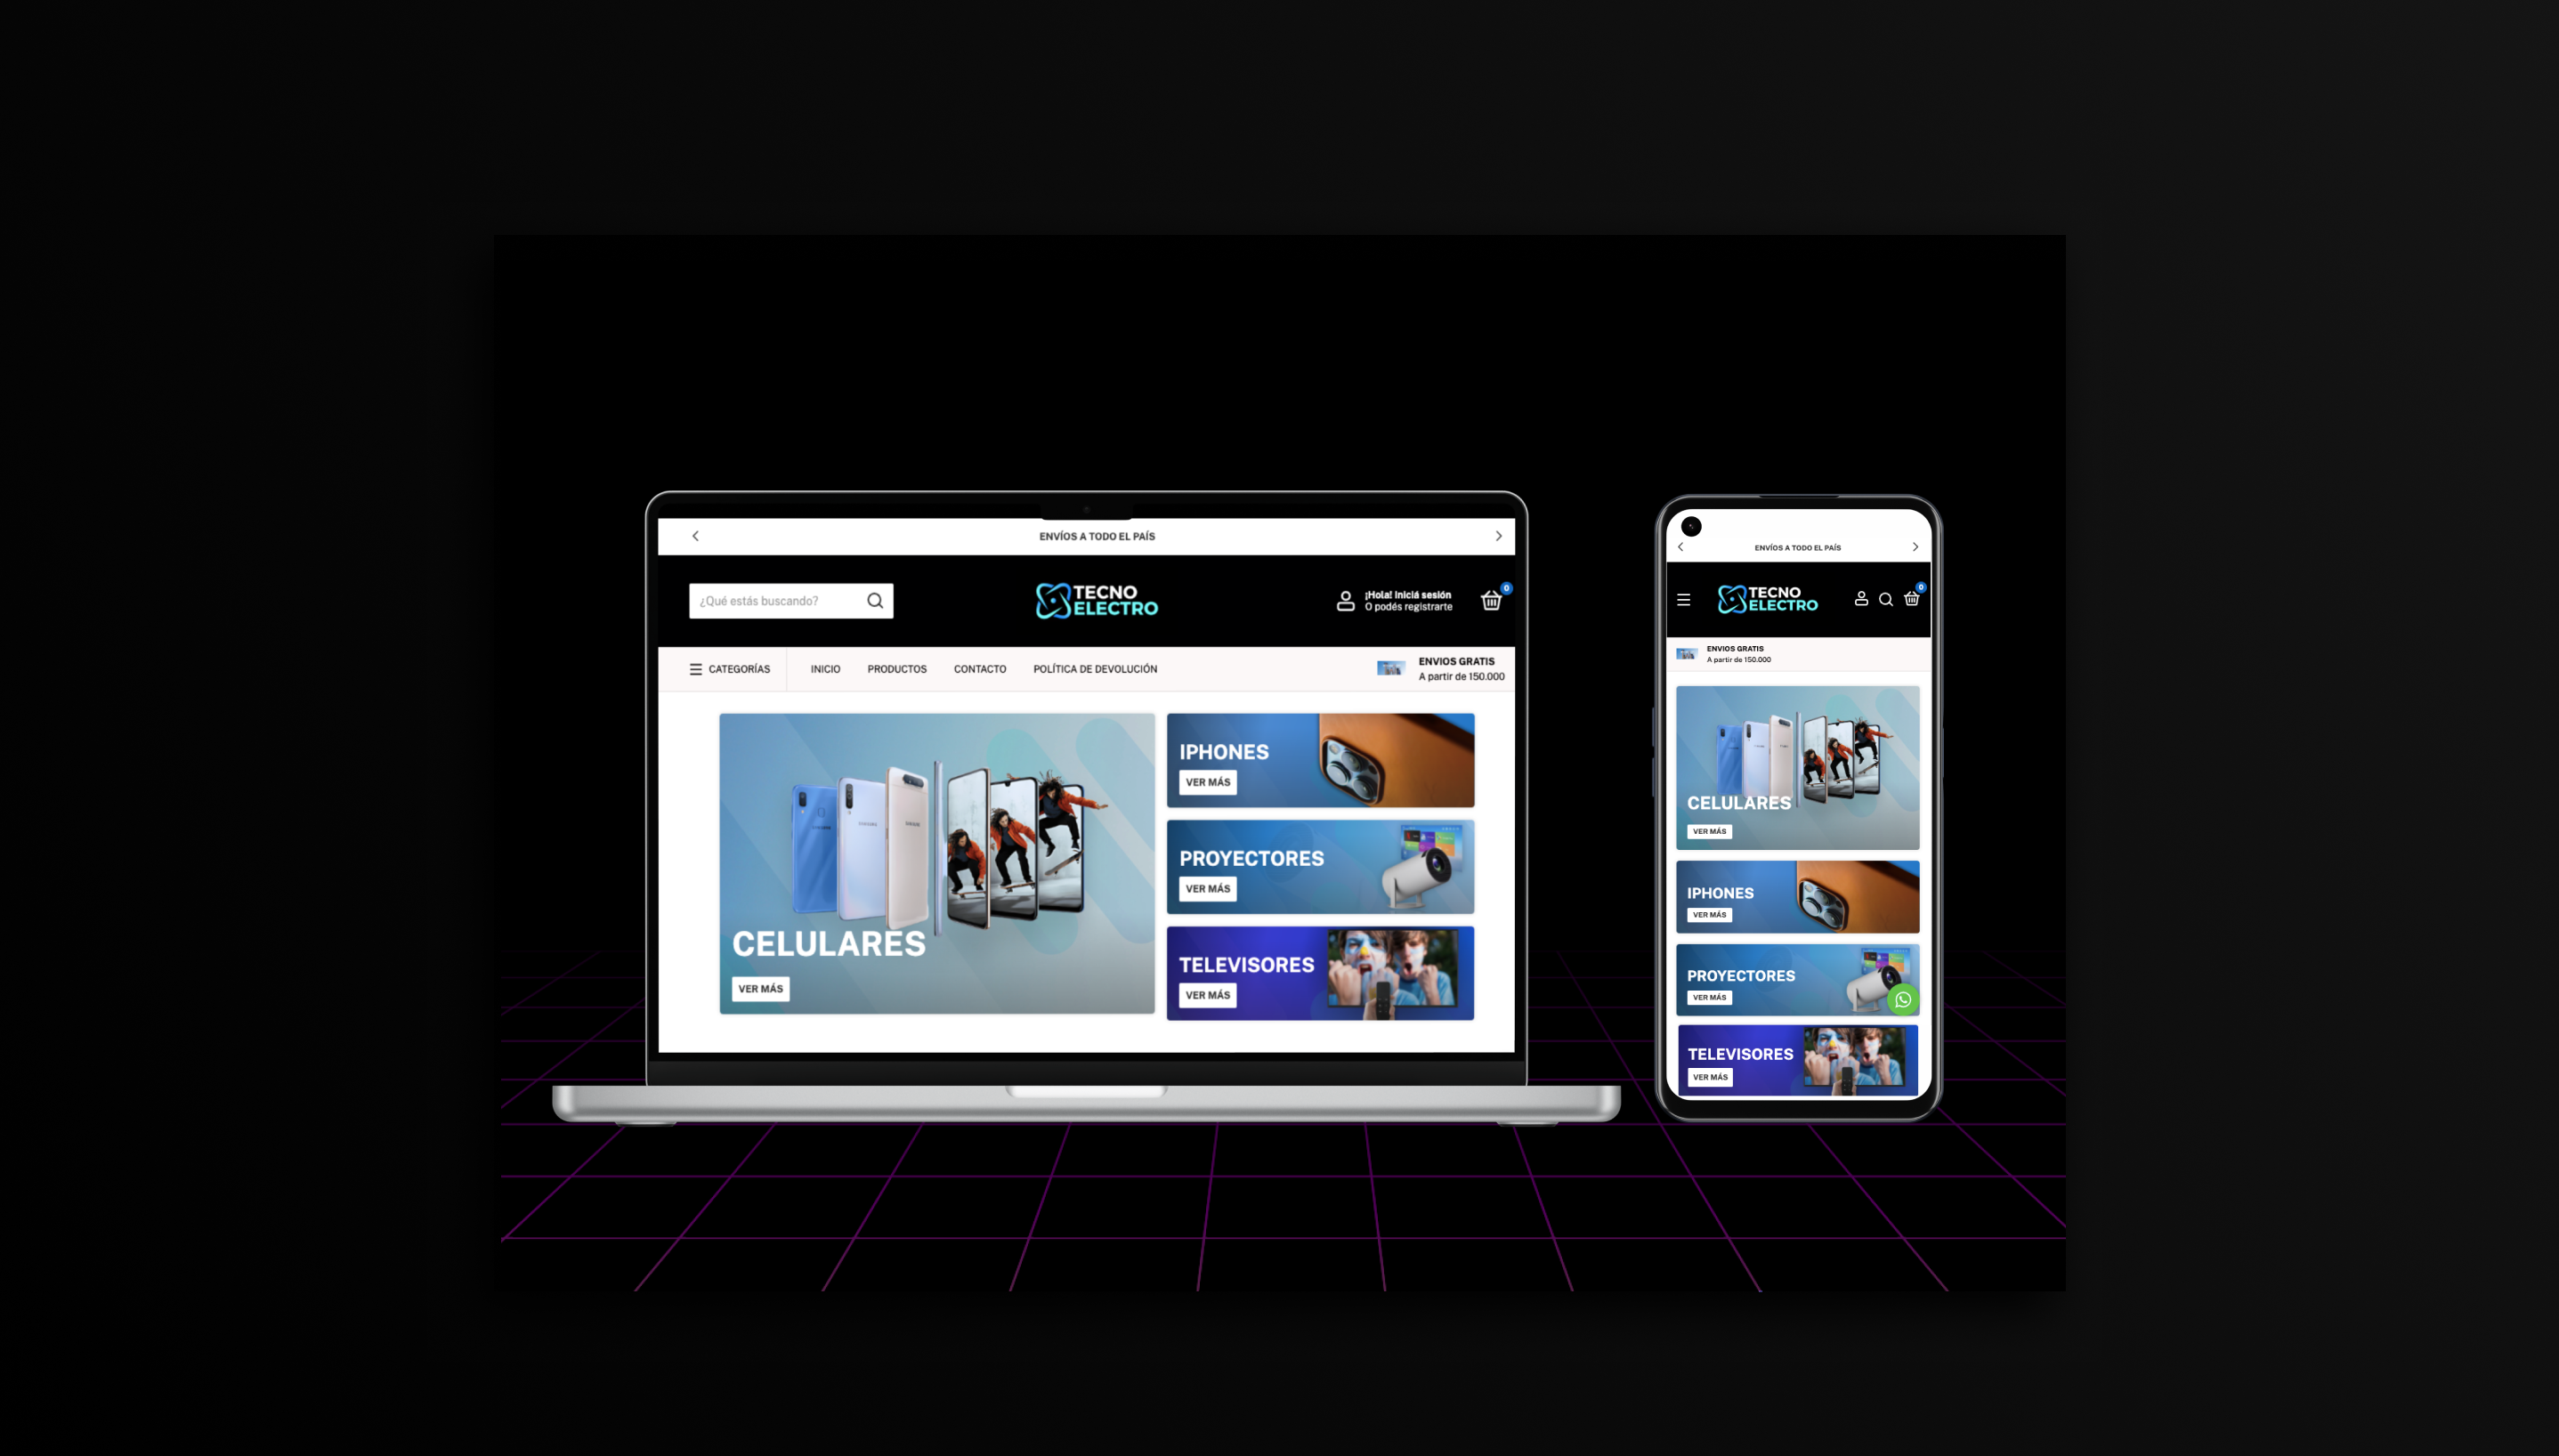 ENVÍOS A TODO EL PAÍS
¿Qué estás buscando?
TECNO
ELECTRO
¡Hola! Iniciá sesión
O podés registrarte
0
CATEGORÍAS
INICIO
PRODUCTOS
CONTACTO
POLÍTICA DE DEVOLUCIÓN
ENVIOS GRATIS
A partir de 150.000
CELULARES
VER MÁS
IPHONES
VER MÁS
PROYECTORES
VER MÁS
TELEVISORES
VER MÁS
ENVÍOS A TODO EL PAÍS
TECNO
ELECTRO
0
ENVIOS GRATIS
A partir de 150.000
CELULARES
VER MÁS
IPHONES
VER MÁS
PROYECTORES
VER MÁS
TELEVISORES
VER MÁS